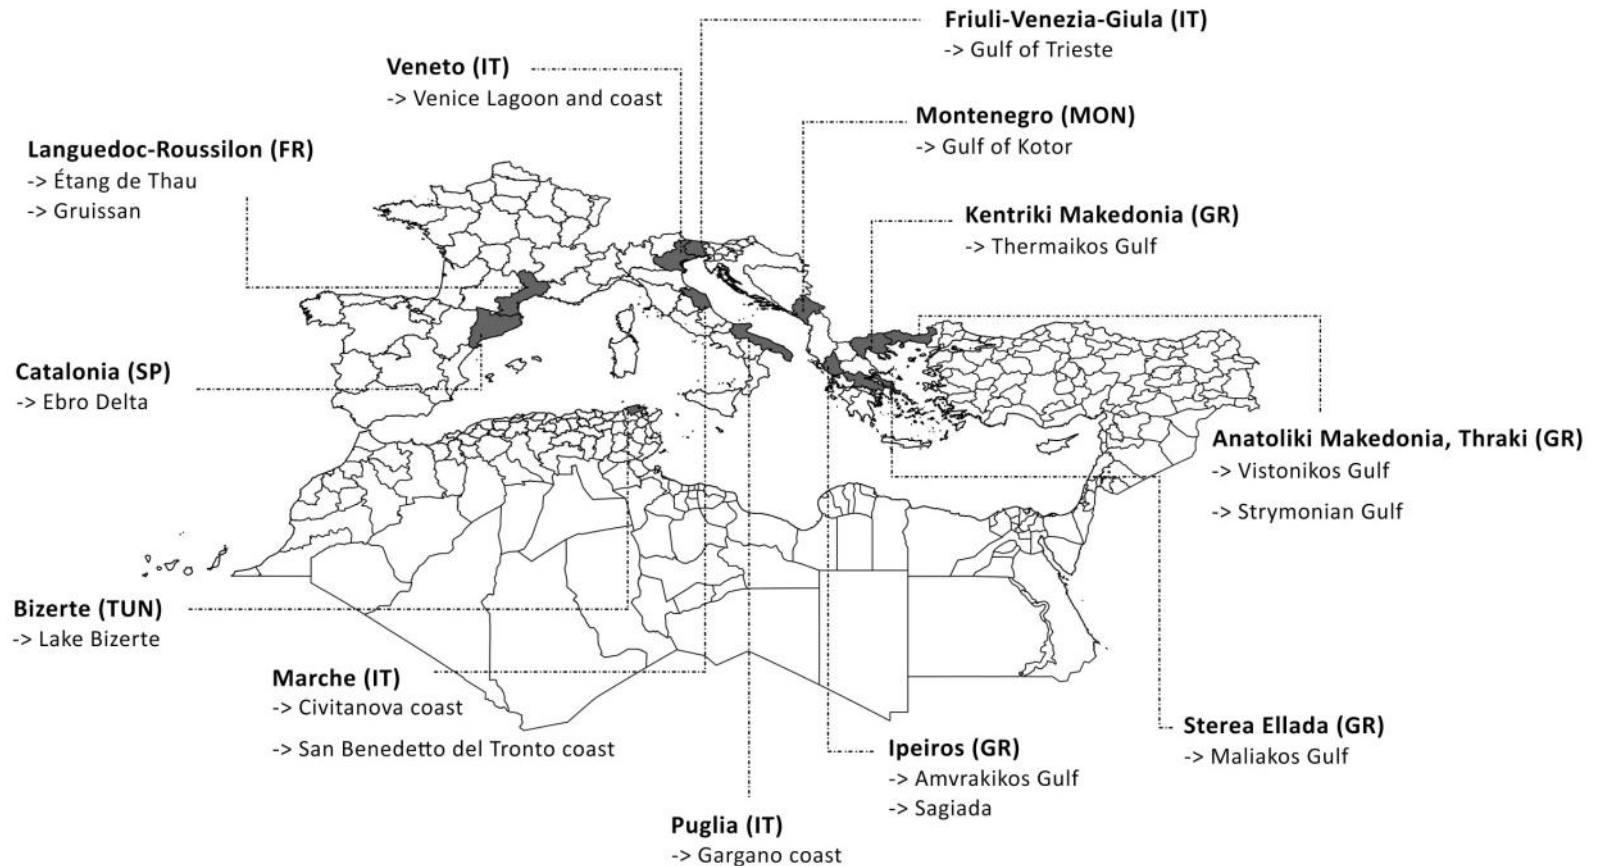 Friuli-Venezia-Giula (IT)
-> Gulf of Trieste
Veneto (IT)
-> Venice Lagoon and coast
Montenegro (MON)
-> Gulf of Kotor
Languedoc-Roussilon (FR)
-> Étang de Thau
-> Gruissan
Kentriki Makedonia (GR)
-> Thermaikos Gulf
Catalonia (SP)
-> Ebro Delta
Anatoliki Makedonia, Thraki (GR)
-> Vistonikos Gulf
-> Strymonian Gulf
Bizerte (TUN)
-> Lake Bizerte
Marche (IT)
-> Civitanova coast
-> San Benedetto del Tronto coast
Sterea Ellada (GR)
-> Maliakos Gulf
Ipeiros (GR)
-> Amvrakikos Gulf
-> Sagiada
Puglia (IT)
-> Gargano coast